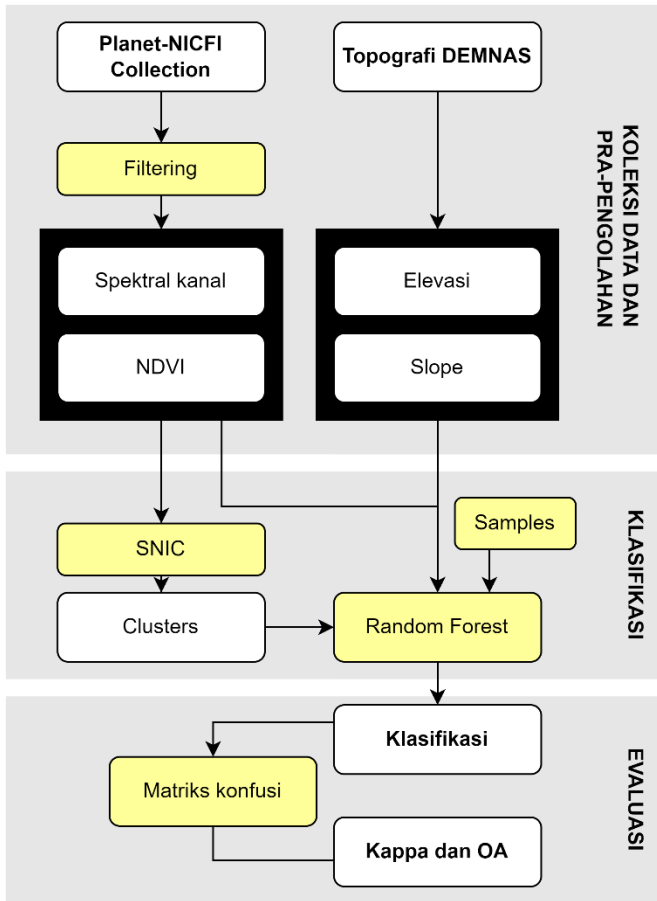 Planet-NICFI
Collection
Topografi DEMNAS
Filtering
Spektral kanal
NDVI
Elevasi
Slope
KOLEKSI DATA DAN
PRA-PENGOLAHAN
SNIC
Clusters
Samples
Random Forest
KLASIFIKASI
Klasifikasi
Matriks konfusi
Kappa dan OA
EVALUASI